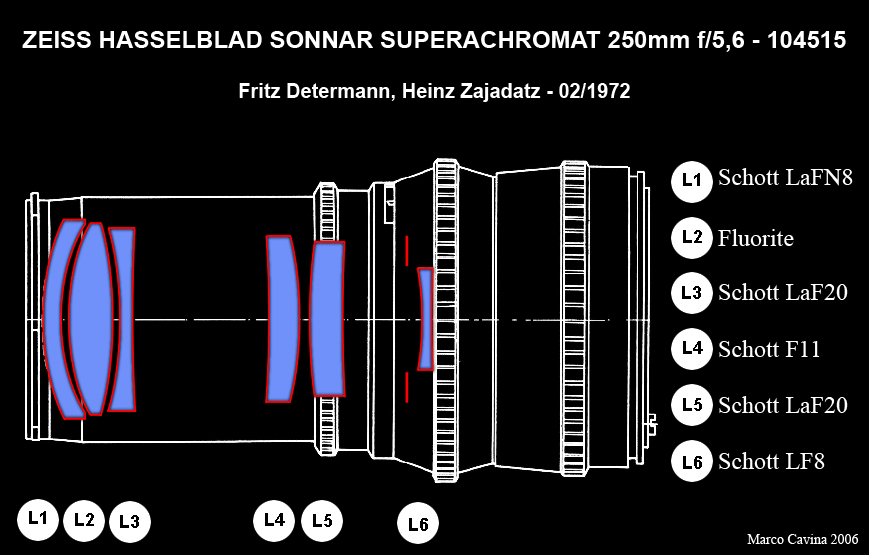 ZEISS HASSELBLAD SONNAR SUPERACHROMAT 250mm f/5,6 - 104515
Fritz Determann, Heinz Zajadatz - 02/1972
L1 Schott LaFN8
L2 Fluorite
L3 Schott LaF20
L4 Schott F11
L5 Schott LaF20
L6 Schott LF8
L1 L2 L3 L4 L5 L6
Marco Cavina 2006